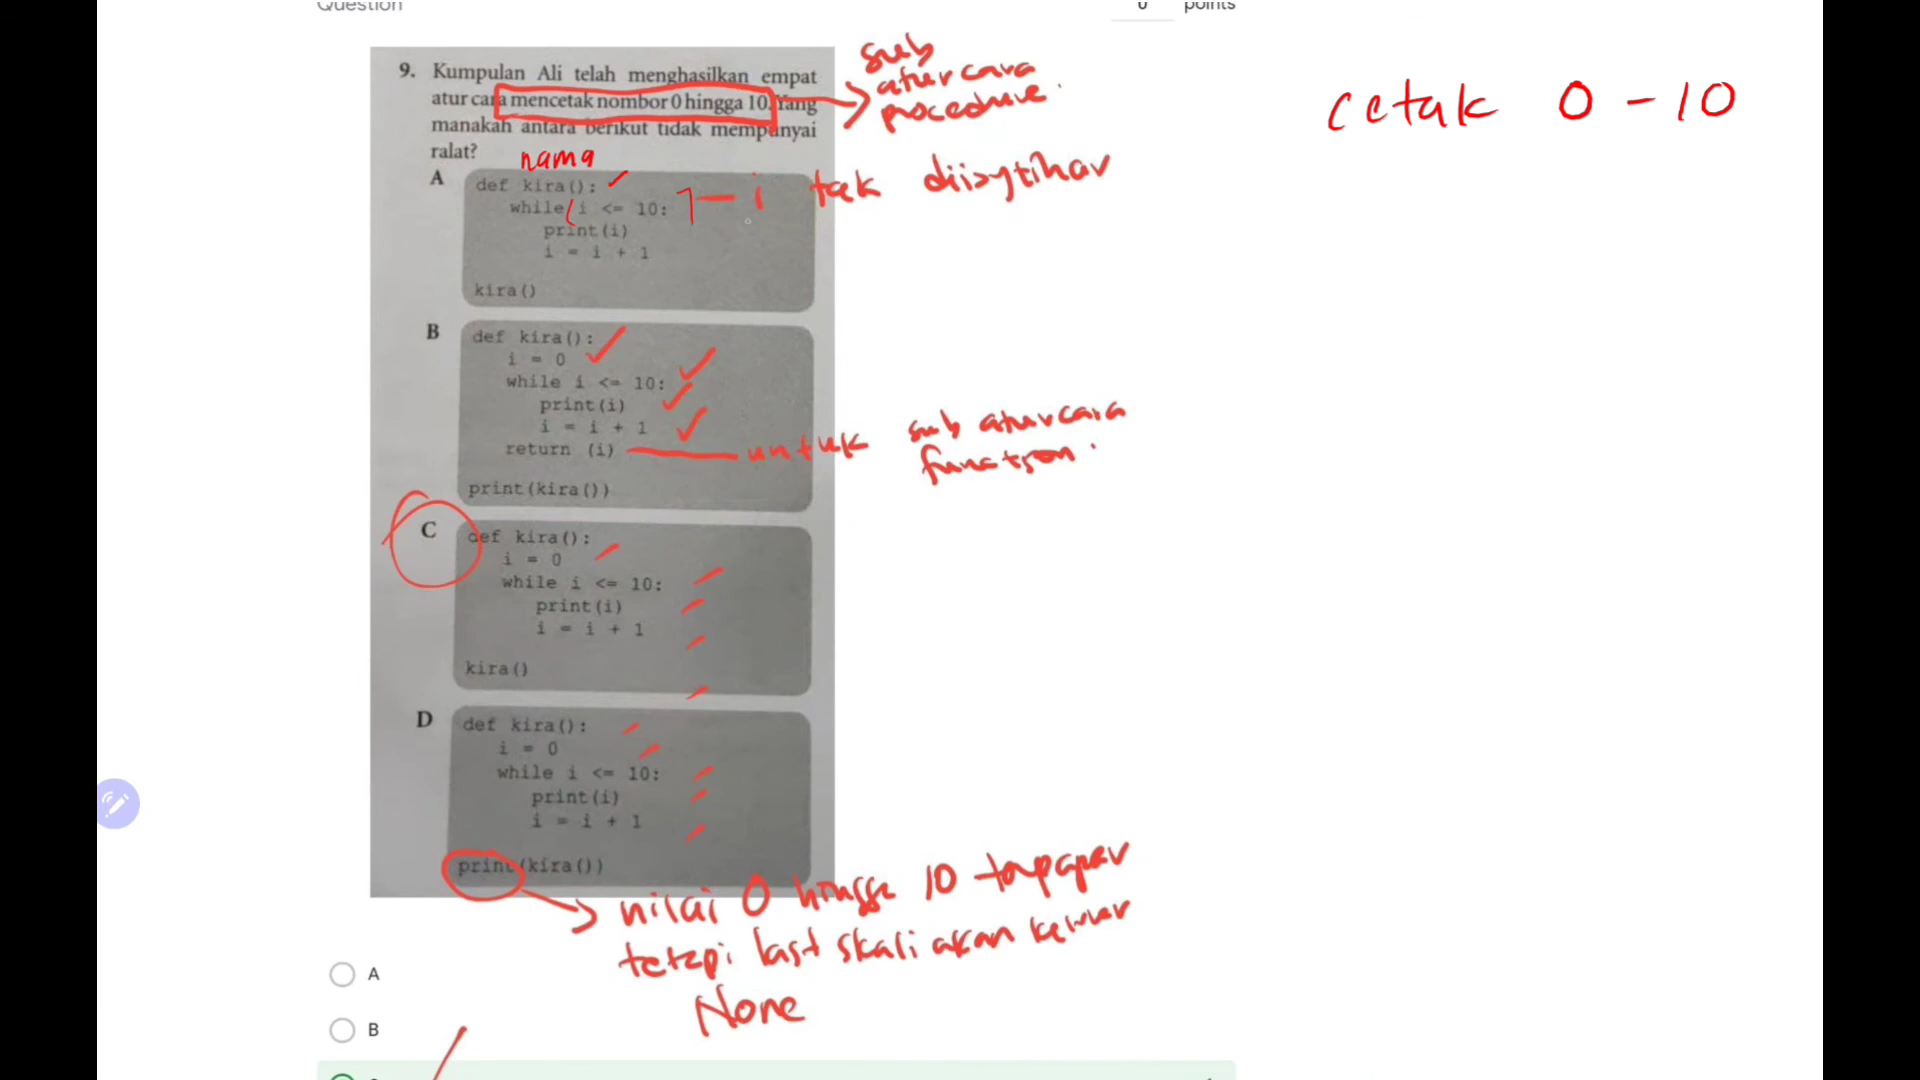 Question
0 points
9. Kumpulan Ali telah menghasilkan empat
atur cara mencetak nombor 0 hingga 10. Yang
manakah antara berikut tidak mempunyai
ralat?
sub
aturcara
procedure.
cetak 0 - 10
nama
A
def kira():
while i <= 10:
print(i)
i = i + 1
kira()
i tak diisytihar
B
def kira():
i = 0
while i <= 10:
print(i)
i = i + 1
return (i)
print(kira())
untuk sub aturcara
function.
C
def kira():
i = 0
while i <= 10:
print(i)
i = i + 1
kira()
D
def kira():
i = 0
while i <= 10:
print(i)
i = i + 1
print(kira())
nilai 0 hingga 10 terpapar
tetapi last skali akan keluar
None
A
B